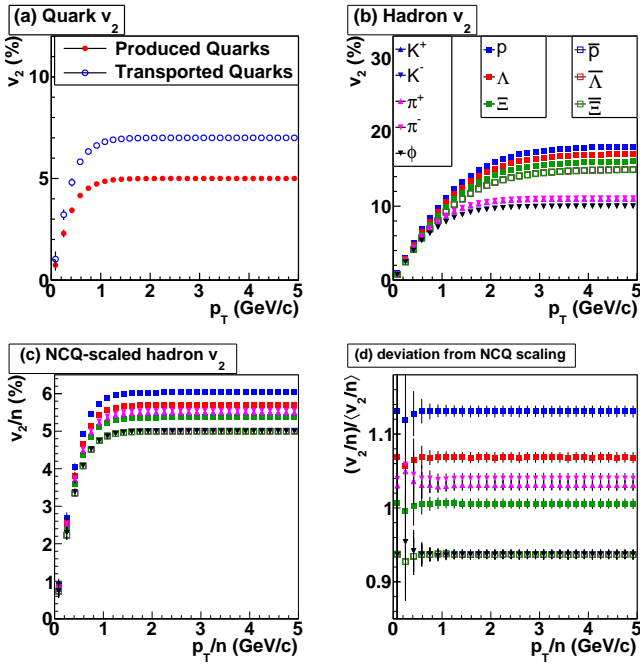 (a) Quark v2
v2 (%)
Produced Quarks
Transported Quarks
10
5
0
0 1 2 3 4 5
pT (GeV/c)
(b) Hadron v2
v2 (%)
K+
K-
π+
π-
φ
p
Λ
Ξ
p̅
Λ̅
Ξ̅
30
20
10
0
0 1 2 3 4 5
pT (GeV/c)
(c) NCQ-scaled hadron v2
v2/n (%)
6
5
4
3
2
1
0
0 1 2 3 4 5
pT/n (GeV/c)
(d) deviation from NCQ scaling
(v2/n)/⟨v2/n⟩
1.1
1
0.9
0 1 2 3 4 5
pT/n (GeV/c)